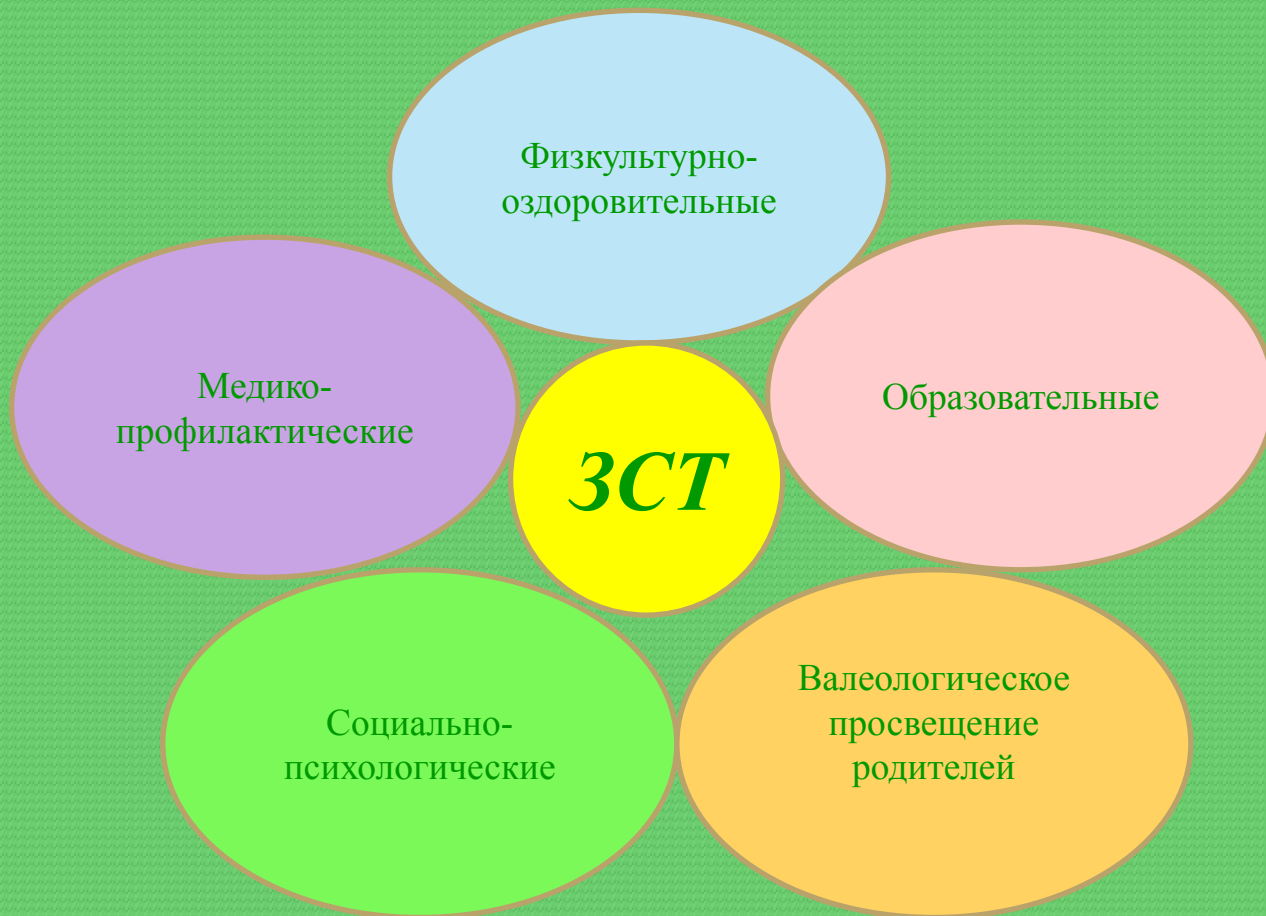 Физкультурно-
оздоровительные
Медико-
профилактические
Образовательные
ЗСТ
Социально-
психологические
Валеологическое
просвещение
родителей